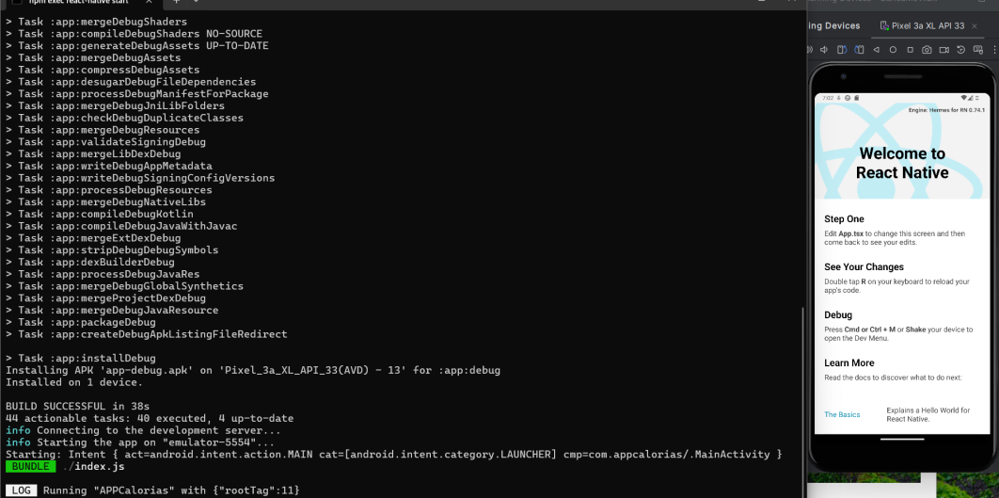 npm exec react-native start
> Task :app:mergeDebugShaders
> Task :app:compileDebugShaders NO-SOURCE
> Task :app:generateDebugAssets UP-TO-DATE
> Task :app:mergeDebugAssets
> Task :app:compressDebugAssets
> Task :app:desugarDebugFileDependencies
> Task :app:processDebugManifestForPackage
> Task :app:mergeDebugJniLibFolders
> Task :app:checkDebugDuplicateClasses
> Task :app:mergeDebugResources
> Task :app:validateSigningDebug
> Task :app:mergeLibDexDebug
> Task :app:writeDebugAppMetadata
> Task :app:writeDebugSigningConfigVersions
> Task :app:processDebugResources
> Task :app:mergeDebugNativeLibs
> Task :app:compileDebugKotlin
> Task :app:compileDebugJavaWithJavac
> Task :app:mergeExtDexDebug
> Task :app:stripDebugDebugSymbols
> Task :app:dexBuilderDebug
> Task :app:processDebugJavaRes
> Task :app:mergeDebugGlobalSynthetics
> Task :app:mergeProjectDexDebug
> Task :app:mergeDebugJavaResource
> Task :app:packageDebug
> Task :app:createDebugApkListingFileRedirect
> Task :app:installDebug
Installing APK 'app-debug.apk' on 'Pixel_3a_XL_API_33(AVD) - 13' for :app:debug
Installed on 1 device.
BUILD SUCCESSFUL in 38s
44 actionable tasks: 40 executed, 4 up-to-date
info Connecting to the development server...
info Starting the app on "emulator-5554"...
Starting: Intent { act=android.intent.action.MAIN cat=[android.intent.category.LAUNCHER] cmp=com.appcalorias/.MainActivity }
BUNDLE ./index.js
LOG Running "APPCalorias" with {"rootTag":11}
ing Devices
Pixel 3a XL API 33
7:02
Engine: Hermes for RN 0.74.1
Welcome to
React Native
Step One
Edit App.tsx to change this screen and then
come back to see your edits.
See Your Changes
Double tap R on your keyboard to reload your
app's code.
Debug
Press Cmd or Ctrl + M or Shake your device to
open the Dev Menu.
Learn More
Read the docs to discover what to do next:
The Basics
Explains a Hello World for
React Native.